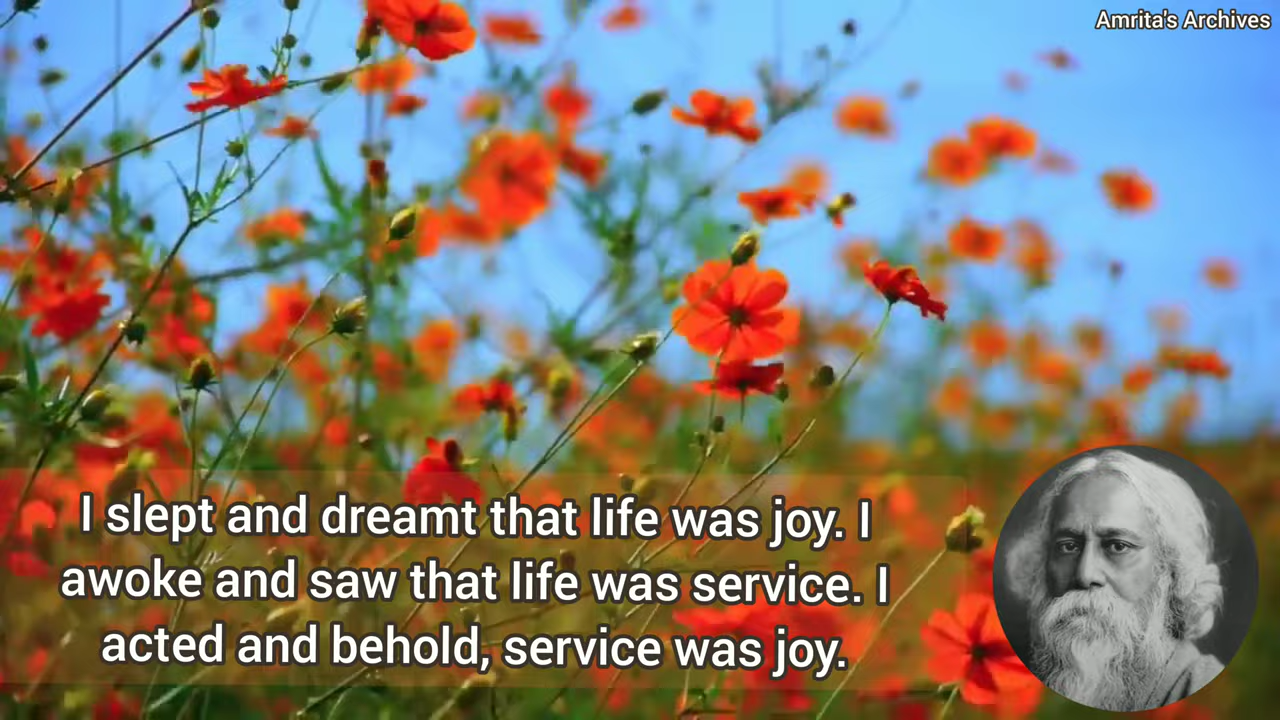 Amrita's Archives
I slept and dreamt that life was joy. I
awoke and saw that life was service. I
acted and behold, service was joy.